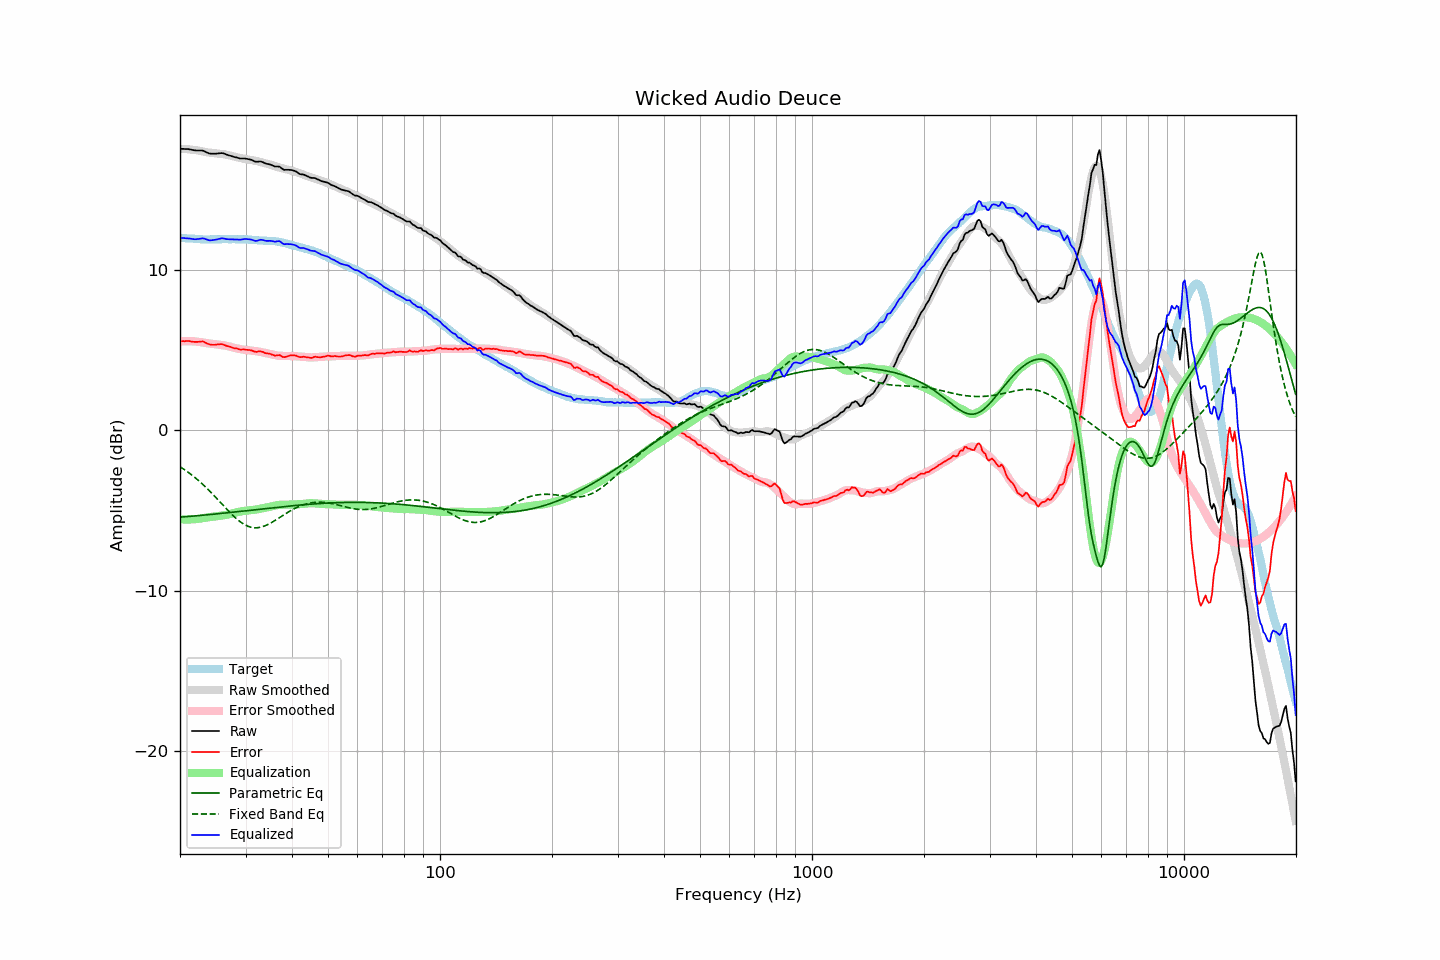 Wicked Audio Deuce
Amplitude (dBr)
10
0
−10
−20
Target
Raw Smoothed
Error Smoothed
Raw
Error
Equalization
Parametric Eq
Fixed Band Eq
Equalized
100
1000
10000
Frequency (Hz)